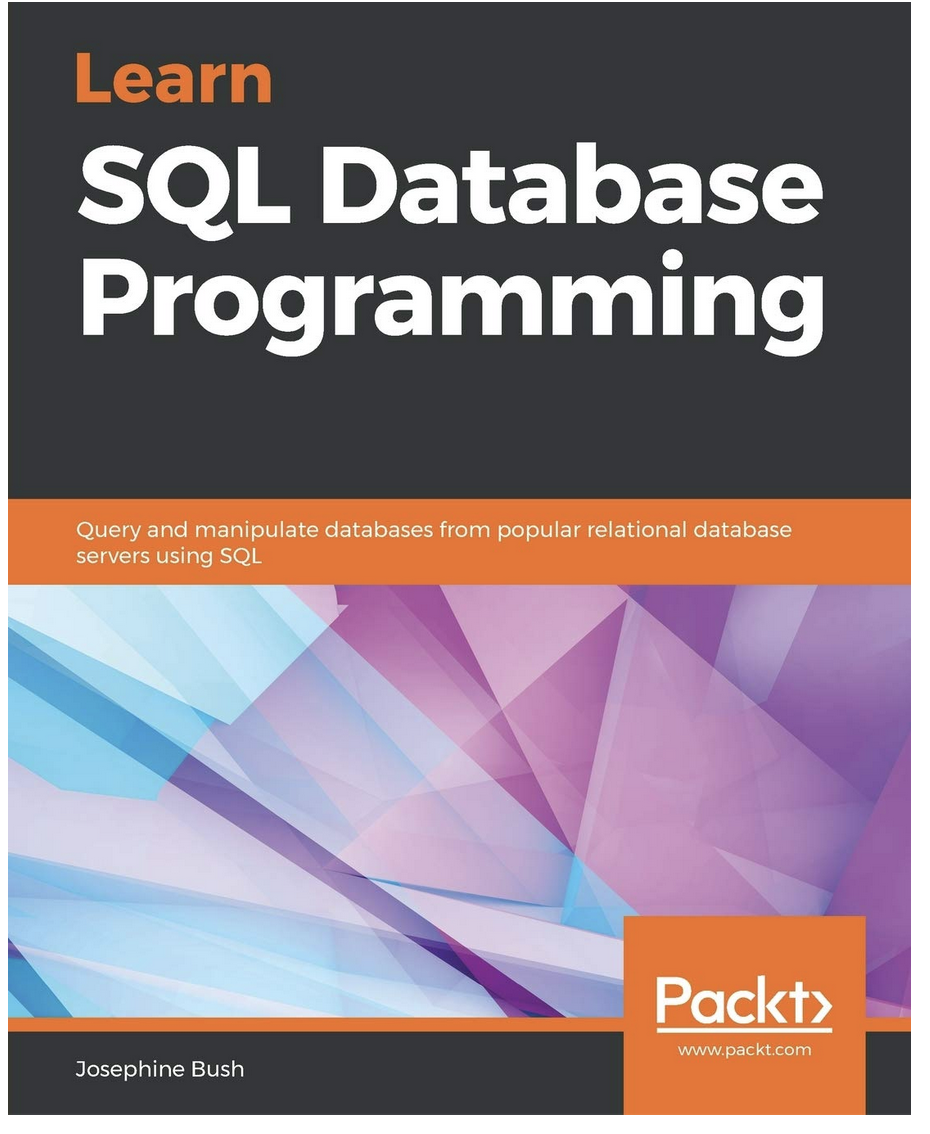 Learn
SQL Database
Programming
Query and manipulate databases from popular relational database
servers using SQL
Packt>
www.packt.com
Josephine Bush